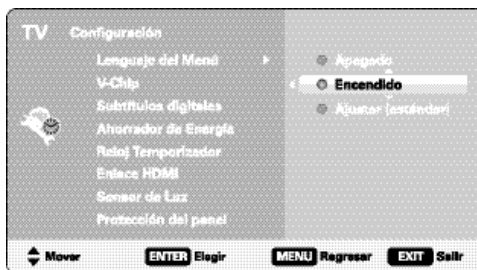 TV Configuración
Lenguaje del Menú
V-Chip
Subtítulos digitales
Ahorrador de Energía
Reloj Temporizador
Enlace HDMI
Sensor de Luz
Protección del panel
Apagado
Encendido
Ajustar (estándar)
Mover ENTER Elegir MENU Regresar EXIT Salir